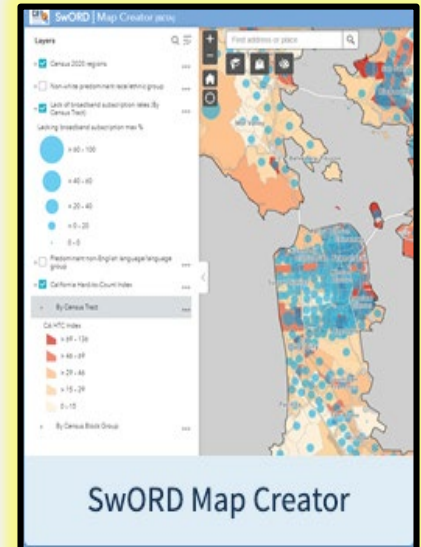 SwORD | Map Creator (BETA)
Layers
Find address or place
Census 2020 regions
Non-white predominant race/ethnic group
Lack of broadband subscription rates (By
Census Tract)
Lacking broadband subscription max %
> 60 - 100
> 40 - 60
> 20 - 40
> 0 - 20
0 - 0
Predominant non-English language/language
group
California Hard-to-Count Index
By Census Tract
CA HTC Index
> 69 - 136
> 46 - 69
> 29 - 46
> 15 - 29
0 - 15
By Census Block Group
SwORD Map Creator